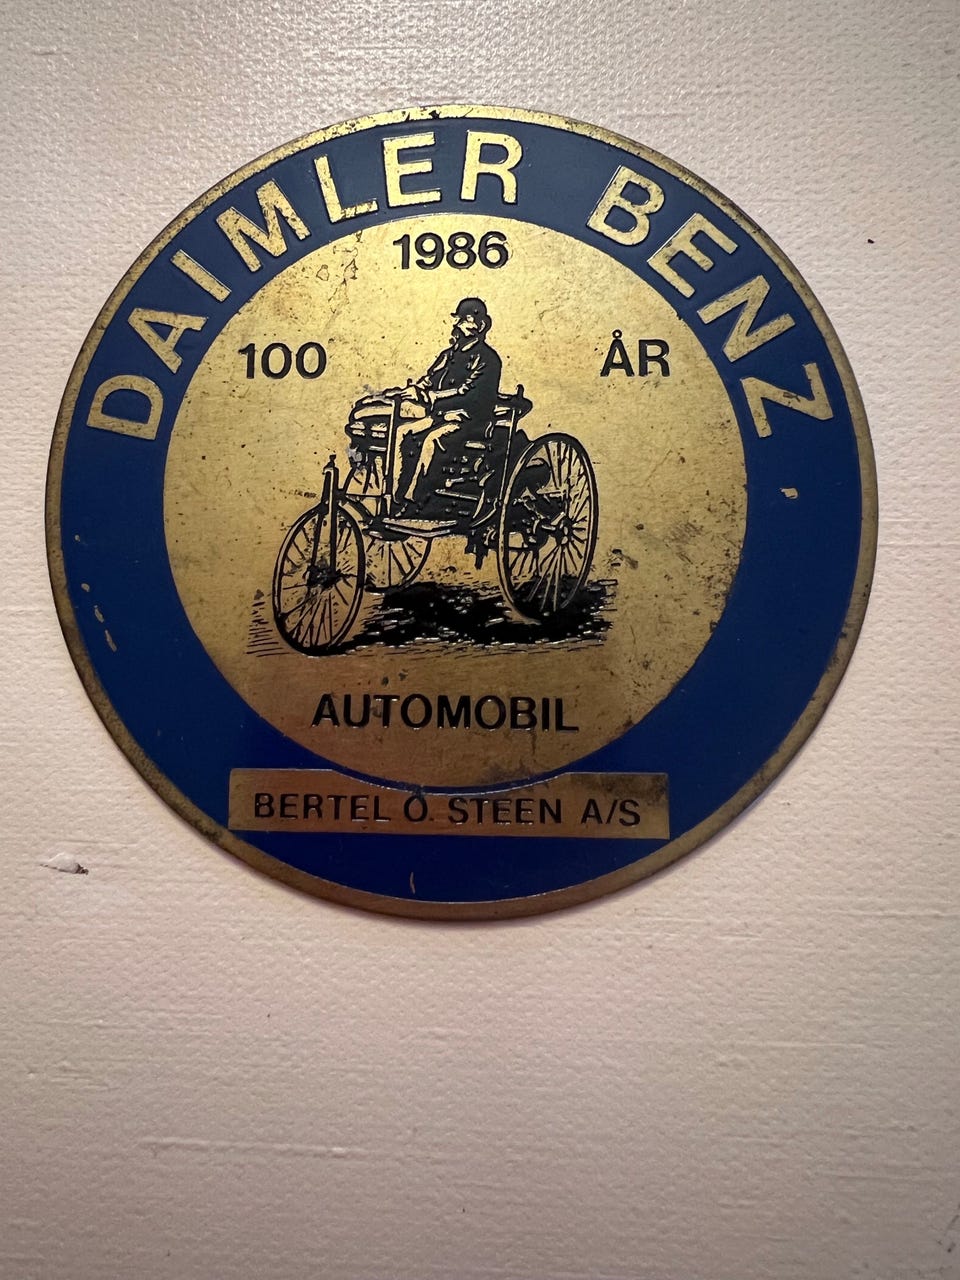 DAIMLER BENZ
1986
100 ÅR
AUTOMOBIL
BERTEL O. STEEN A/S